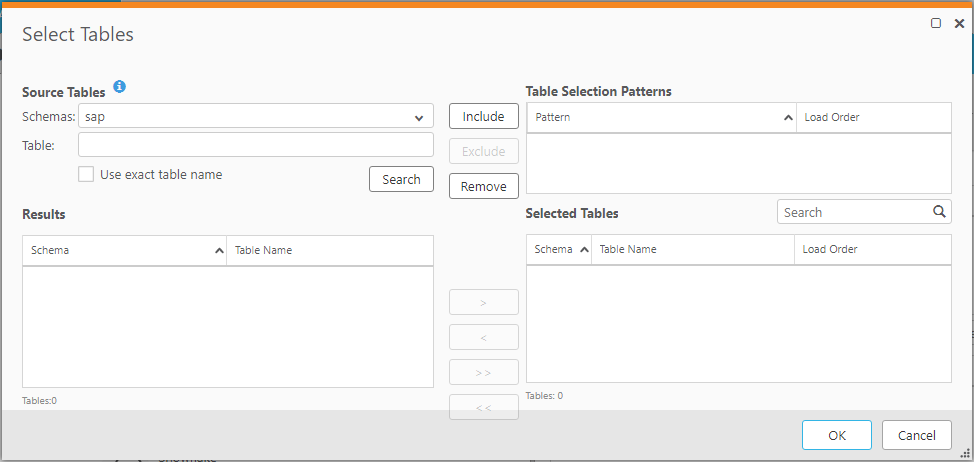 Select Tables
Source Tables
Schemas: sap
Table:
Use exact table name
Search
Include
Exclude
Remove
Table Selection Patterns
Pattern Load Order
Results
Schema Table Name
Tables:0
>
<
>>
<<
Selected Tables
Search
Schema Table Name Load Order
Tables: 0
OK Cancel